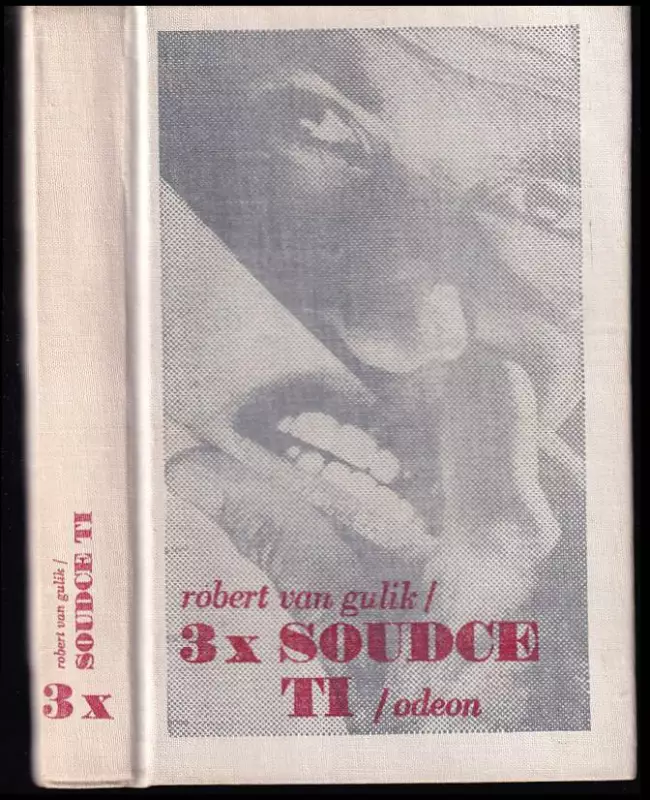 robert van gulik /
SOUDCE TI
3 x
robert van gulik /
3 x SOUDCE
TI / odeon